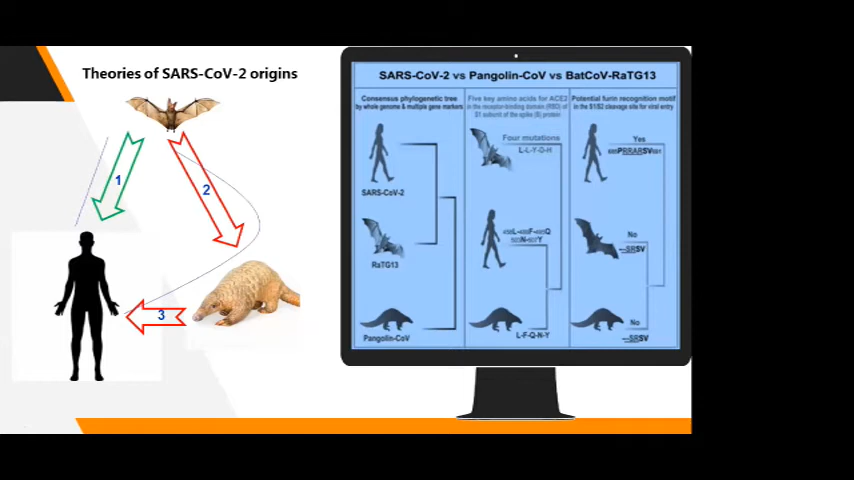 Theories of SARS-CoV-2 origins
1
2
3
SARS-CoV-2 vs Pangolin-CoV vs BatCoV-RaTG13
Consensus phylogenetic tree
by whole genome & multiple gene markers
SARS-CoV-2
RaTG13
Pangolin-CoV
Five key amino acids for ACE2
in the receptor-binding domain (RBD) of
S1 subunit of the spike (S) protein
Four mutations
L-L-Y-D-H
L-F-Q-N-Y
Potential furin recognition motif
in the S1/S2 cleavage site for viral entry
Yes
PRRARSV
No
SRSV
No
SRSV